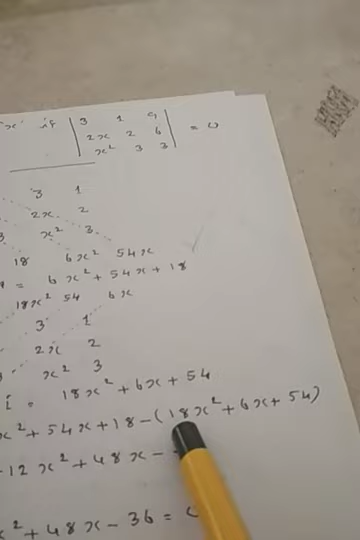 "x" if | 3 1 9 |
| 2x 2 6 | = 0
| x² 3 3 |
3 1
2x 2
3 x² 3
18 6x² 54x
= 6x² + 54x + 18
18x² 54 6x
3 1
2x 2
x² 3
= 18x² + 6x + 54
x² + 54x + 18 - (18x² + 6x + 54)
-12x² + 48x -
x² + 48x - 36 =